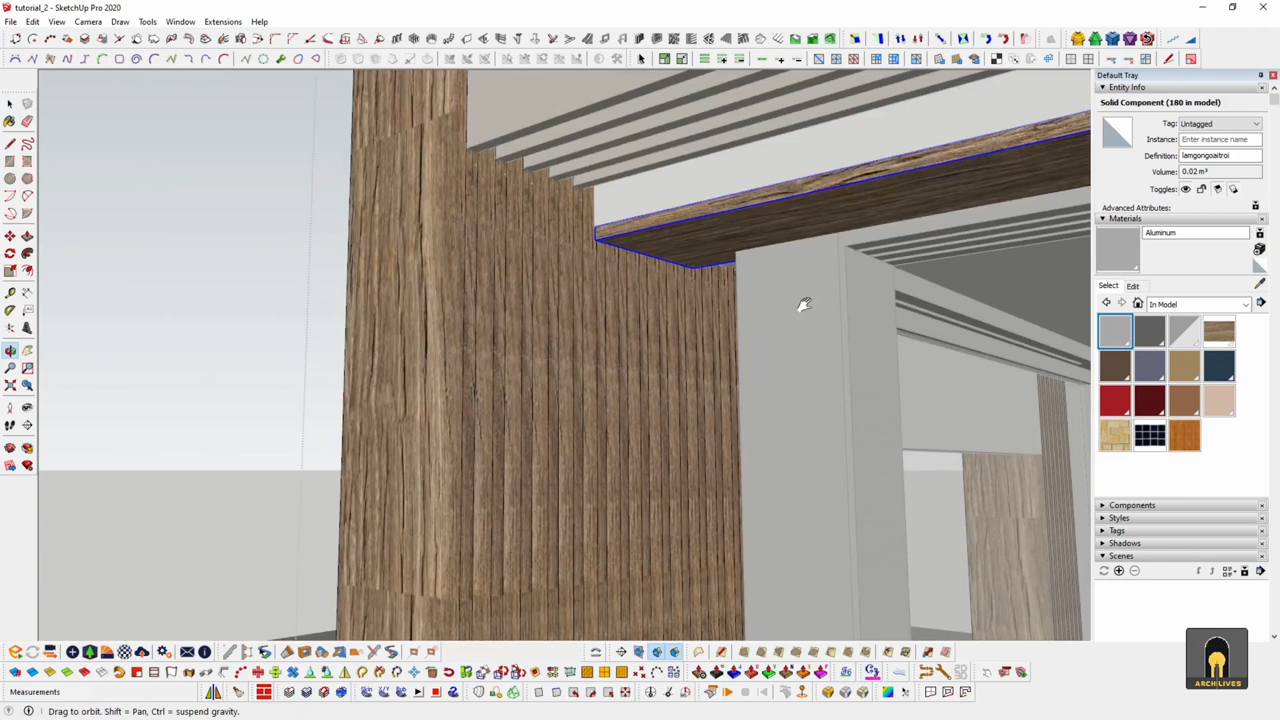 tutorial_2 - SketchUp Pro 2020
File Edit View Camera Draw Tools Window Extensions Help
Default Tray
Entity Info
Solid Component (180 in model)
Tag: Untagged
Instance: Enter instance name
Definition: lamgongoaitroi
Volume: 0.02 m³
Toggles:
Advanced Attributes:
Materials
Aluminum
Select Edit
In Model
Components
Styles
Tags
Shadows
Scenes
ARCHLIVES
Measurements
Drag to orbit. Shift = Pan, Ctrl = suspend gravity.